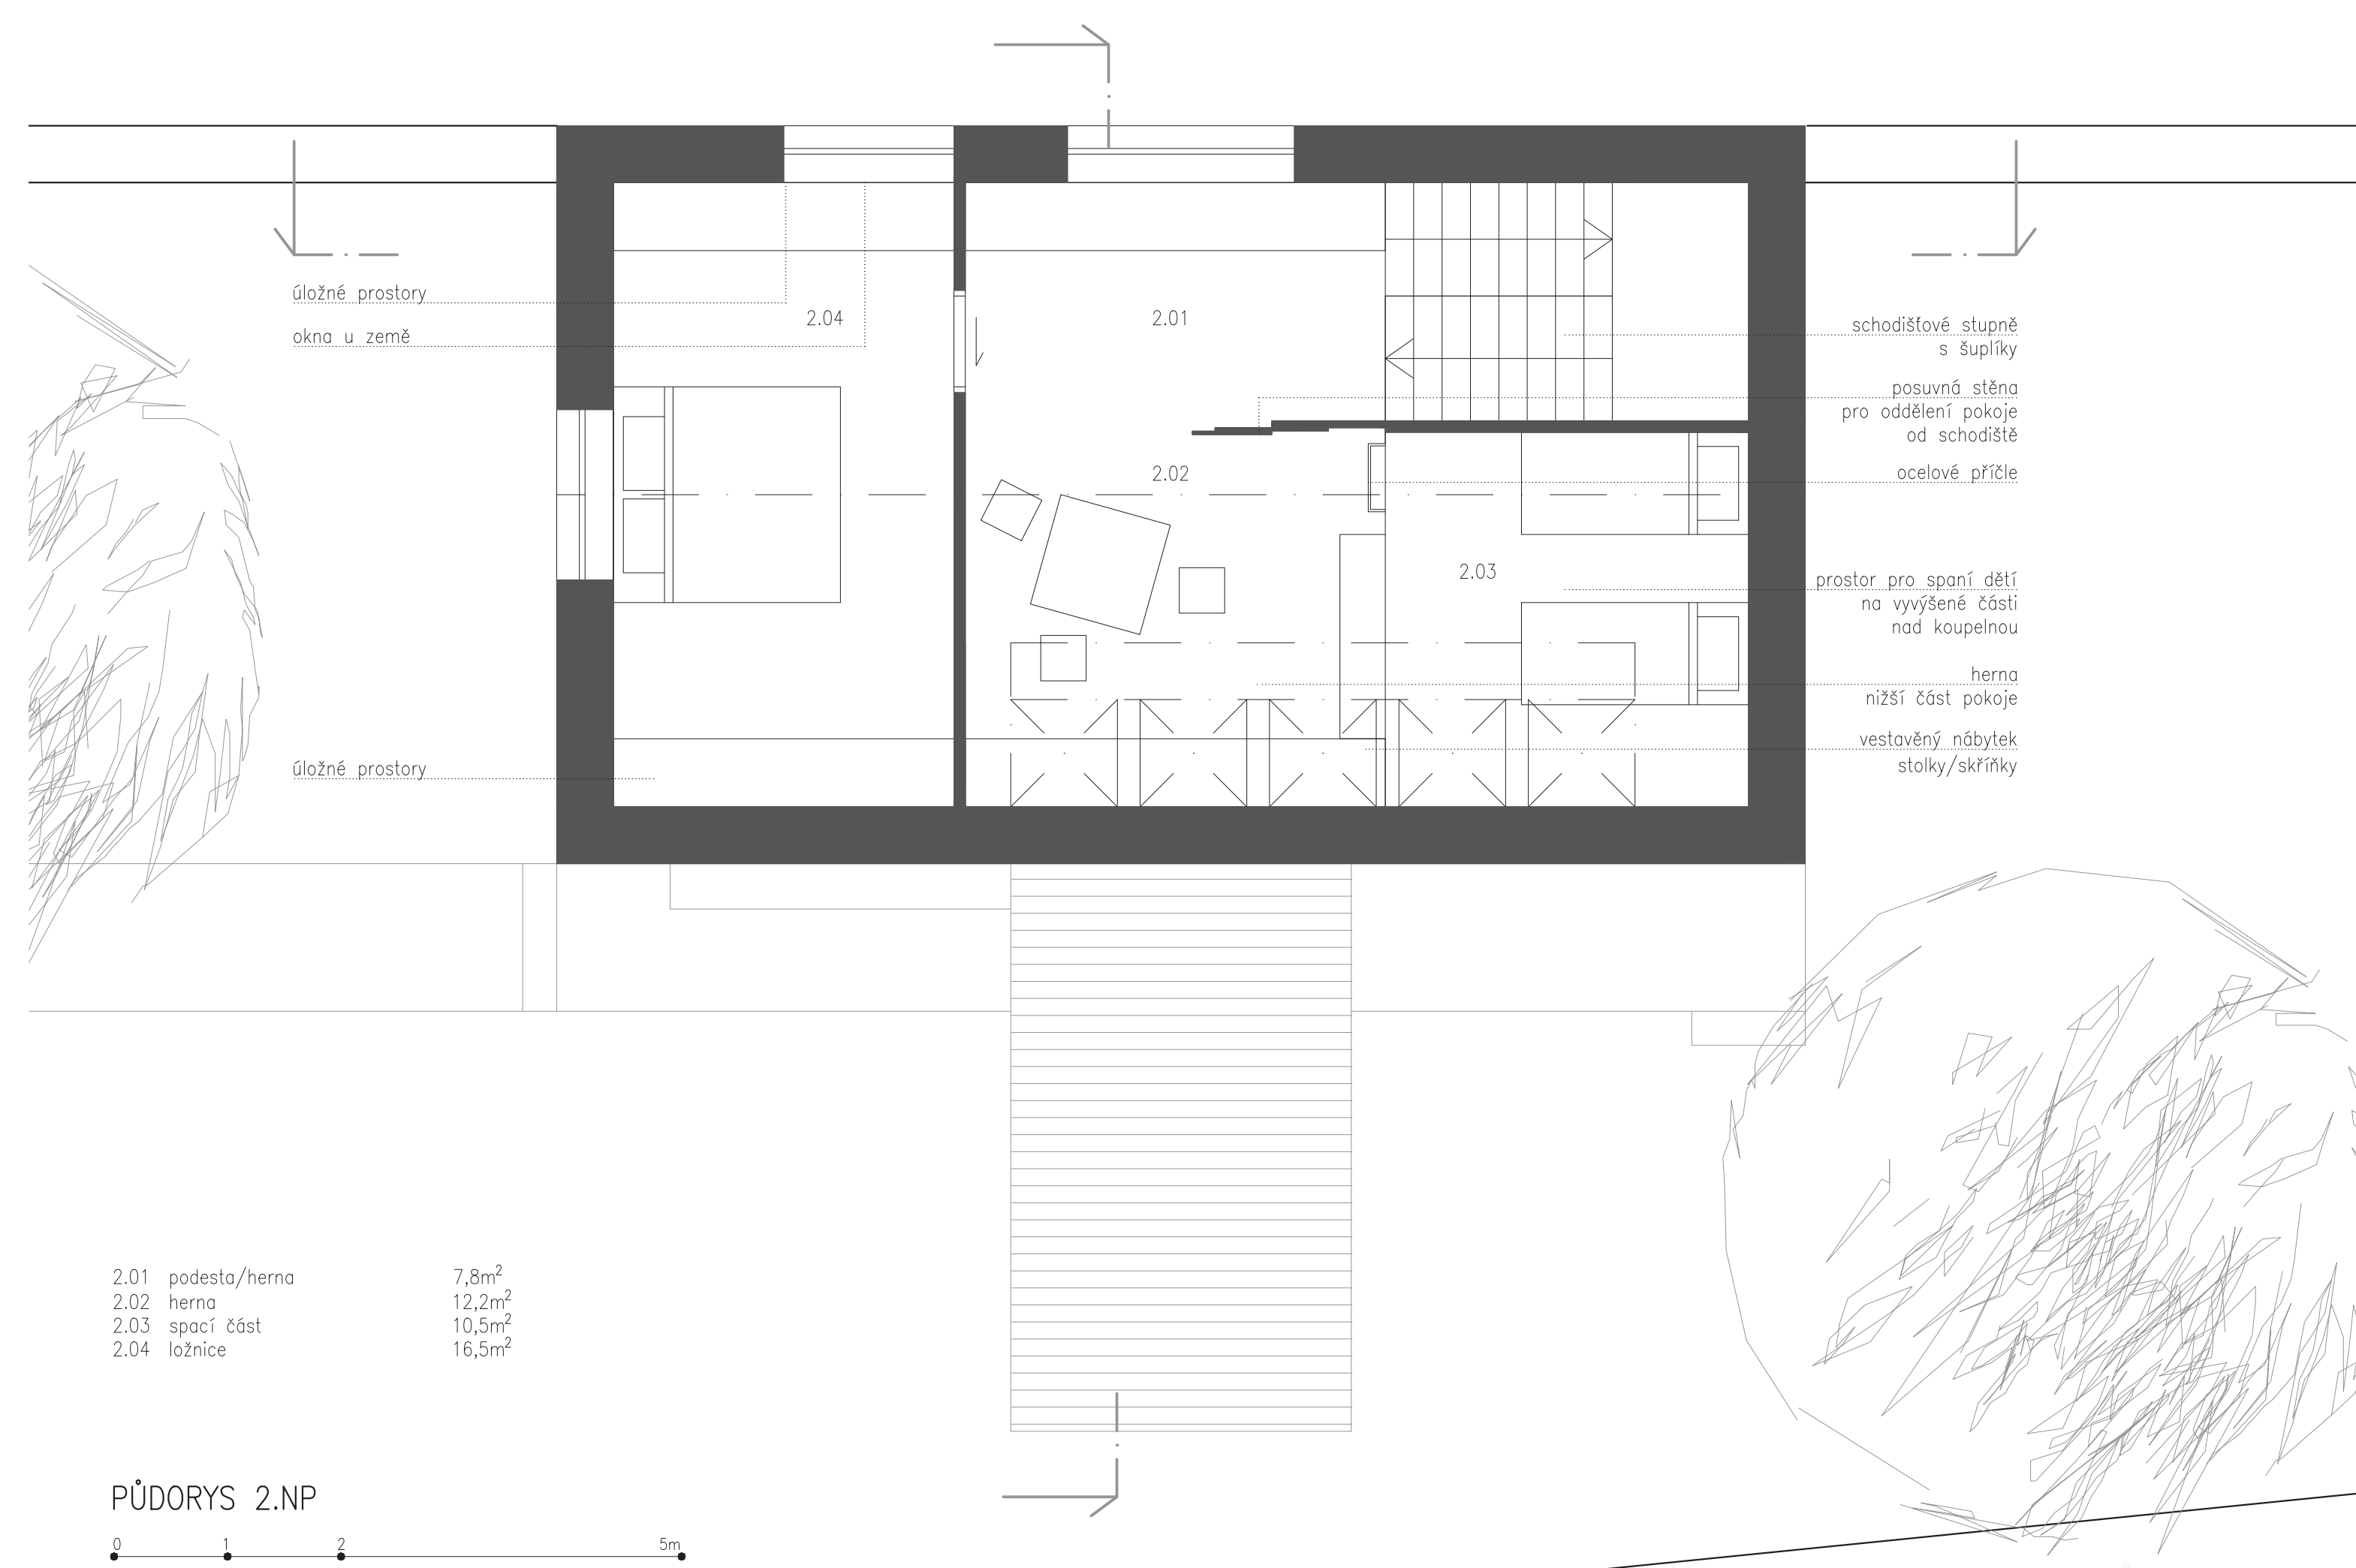 úložné prostory
okna u země
2.04
2.01
schodišťové stupně
s šuplíky
posuvná stěna
pro oddělení pokoje
od schodiště
ocelové příčle
2.02
2.03
prostor pro spaní dětí
na vyvýšené části
nad koupelnou
herna
nižší část pokoje
vestavěný nábytek
stolky/skříňky
úložné prostory
2.01 podesta/herna 7,8m²
2.02 herna 12,2m²
2.03 spací část 10,5m²
2.04 ložnice 16,5m²
PŮDORYS 2.NP
0 1 2 5m